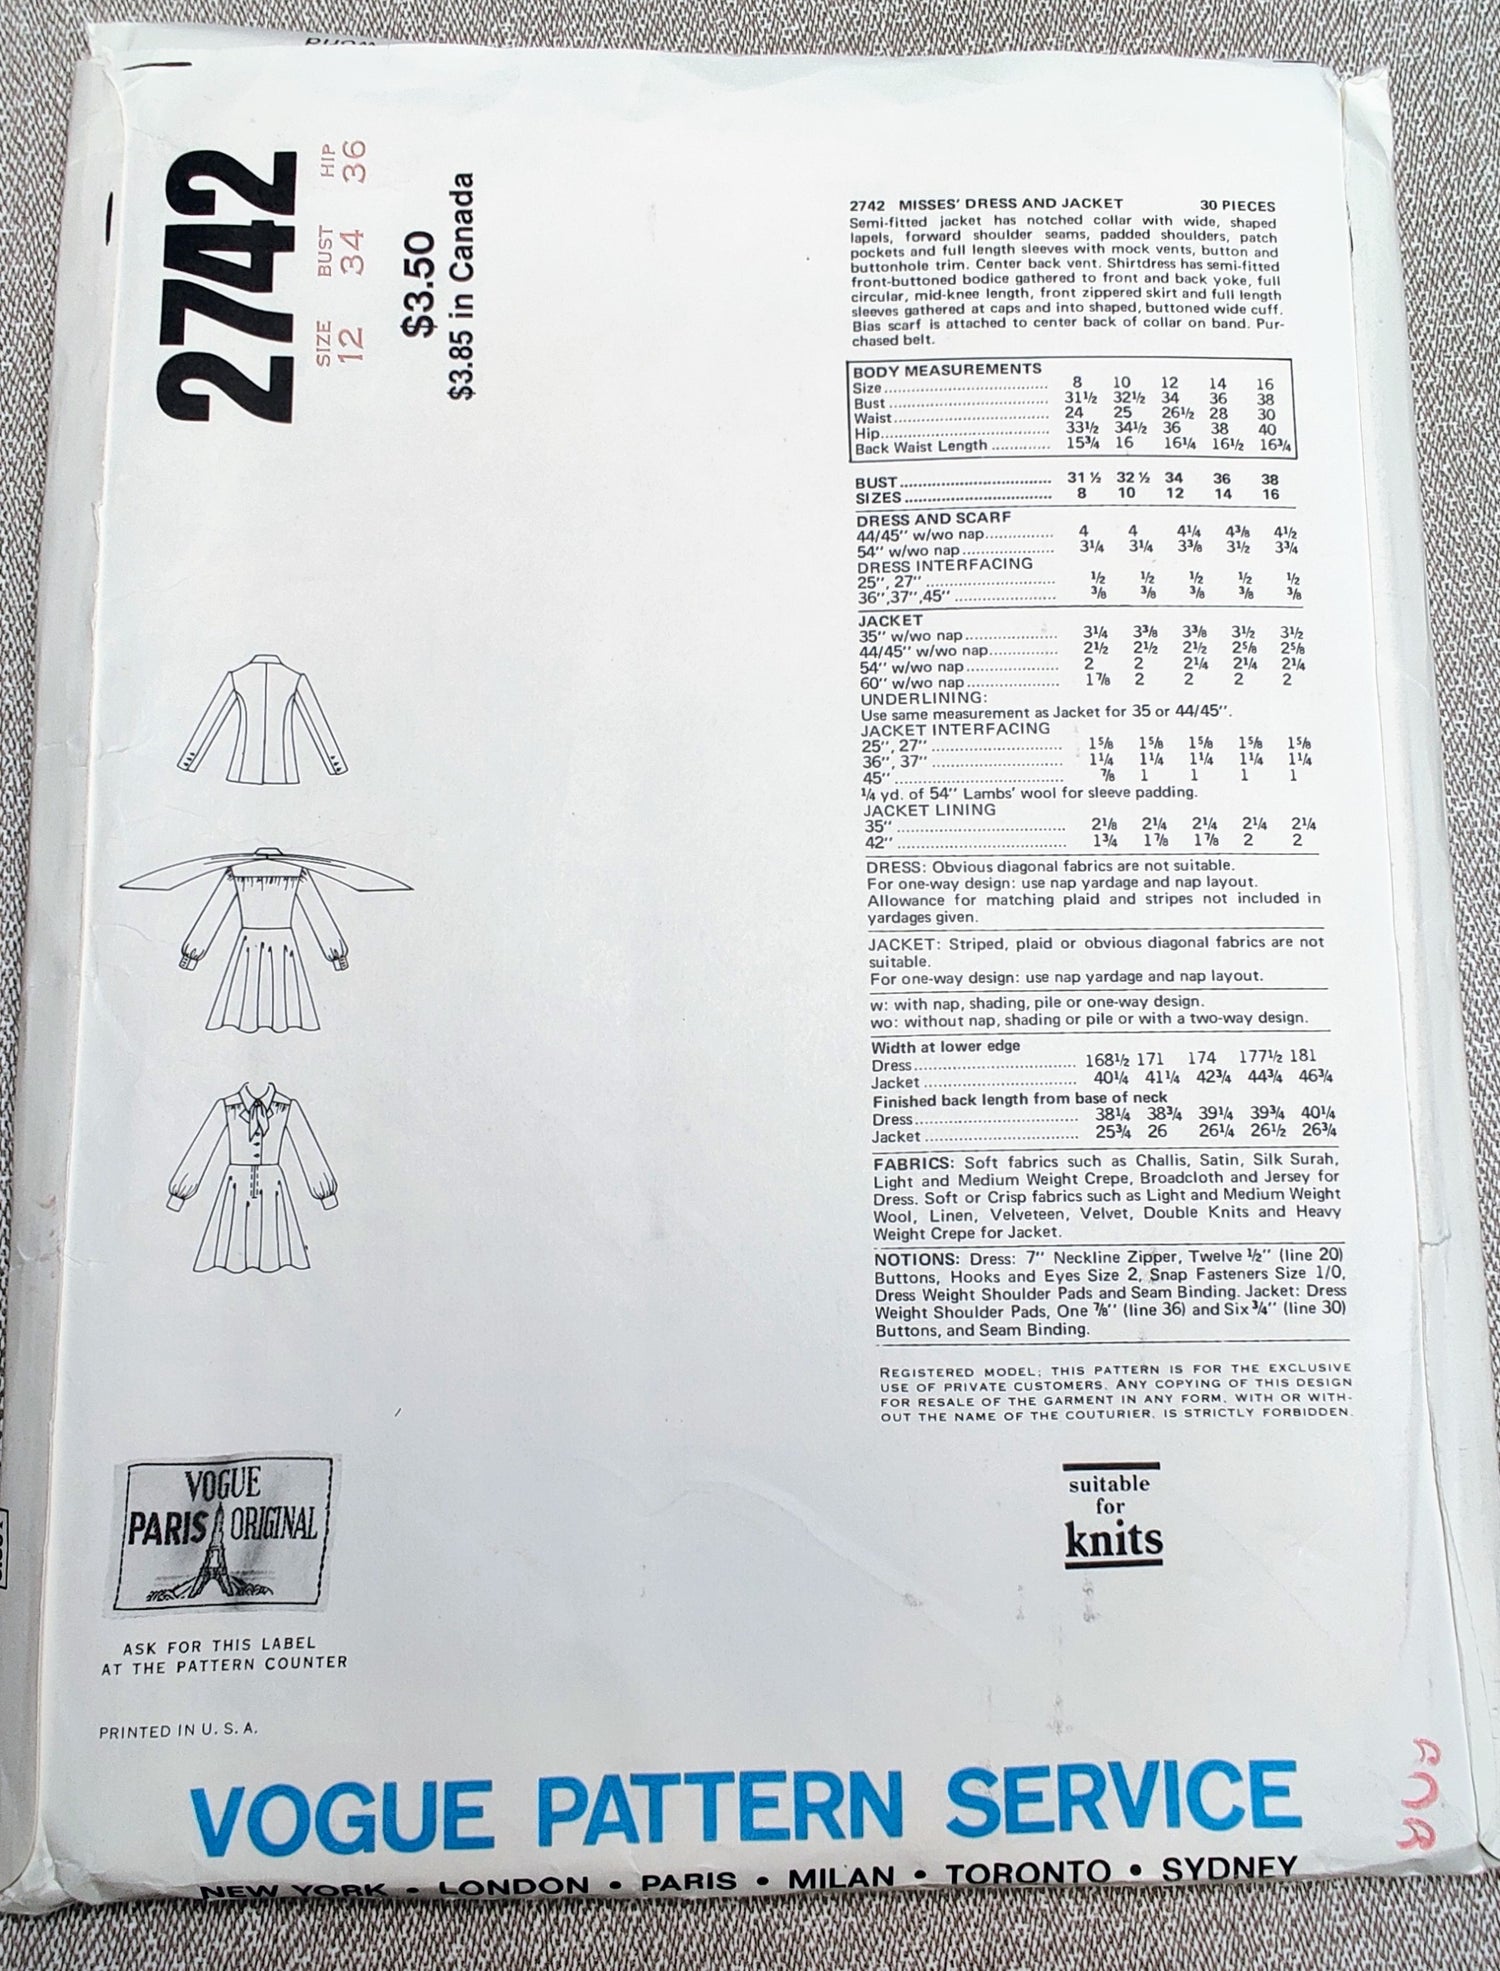 2742
SIZE BUST HIP
12 34 36
$3.50
$3.85 in Canada
2742 MISSES' DRESS AND JACKET 30 PIECES
Semi-fitted jacket has notched collar with wide, shaped
lapels, forward shoulder seams, padded shoulders, patch
pockets and full length sleeves with mock vents, button and
buttonhole trim. Center back vent. Shirtdress has semi-fitted
front-buttoned bodice gathered to front and back yoke, full
circular, mid-knee length, front zippered skirt and full length
sleeves gathered at caps and into shaped, buttoned wide cuff.
Bias scarf is attached to center back of collar on band. Pur-
chased belt.
BODY MEASUREMENTS
Size 8 10 12 14 16
Bust 31½ 32½ 34 36 38
Waist 24 25 26½ 28 30
Hip 33½ 34½ 36 38 40
Back Waist Length 15¾ 16 16¼ 16½ 16¾
BUST 31 ½ 32 ½ 34 36 38
SIZES 8 10 12 14 16
DRESS AND SCARF
44/45" w/wo nap 4 4 4¼ 4⅜ 4½
54" w/wo nap 3¼ 3¼ 3⅜ 3½ 3¾
DRESS INTERFACING
25", 27" ½ ½ ½ ½ ½
36",37",45" ⅜ ⅜ ⅜ ⅜ ⅜
JACKET
35" w/wo nap 3¼ 3⅜ 3⅜ 3½ 3½
44/45" w/wo nap 2½ 2½ 2½ 2⅝ 2⅝
54" w/wo nap 2 2 2¼ 2¼ 2¼
60" w/wo nap 1⅞ 2 2 2 2
UNDERLINING:
Use same measurement as Jacket for 35 or 44/45".
JACKET INTERFACING
25", 27" 1⅝ 1⅝ 1⅝ 1⅝ 1⅝
36", 37" 1¼ 1¼ 1¼ 1¼ 1¼
45" ⅞ 1 1 1 1
¼ yd. of 54" Lambs' wool for sleeve padding.
JACKET LINING
35" 2⅛ 2¼ 2¼ 2¼ 2¼
42" 1¾ 1⅞ 1⅞ 2 2
DRESS: Obvious diagonal fabrics are not suitable.
For one-way design: use nap yardage and nap layout.
Allowance for matching plaid and stripes not included in
yardages given.
JACKET: Striped, plaid or obvious diagonal fabrics are not
suitable.
For one-way design: use nap yardage and nap layout.
w: with nap, shading, pile or one-way design.
wo: without nap, shading or pile or with a two-way design.
Width at lower edge
Dress 168½ 171 174 177½ 181
Jacket 40¼ 41¼ 42¾ 44¾ 46¾
Finished back length from base of neck
Dress 38¼ 38¾ 39¼ 39¾ 40¼
Jacket 25¾ 26 26¼ 26½ 26¾
FABRICS: Soft fabrics such as Challis, Satin, Silk Surah,
Light and Medium Weight Crepe, Broadcloth and Jersey for
Dress. Soft or Crisp fabrics such as Light and Medium Weight
Wool, Linen, Velveteen, Velvet, Double Knits and Heavy
Weight Crepe for Jacket.
NOTIONS: Dress: 7" Neckline Zipper, Twelve ½" (line 20)
Buttons, Hooks and Eyes Size 2, Snap Fasteners Size 1/0,
Dress Weight Shoulder Pads and Seam Binding. Jacket: Dress
Weight Shoulder Pads, One ⅞" (line 36) and Six ¾" (line 30)
Buttons, and Seam Binding.
REGISTERED MODEL; THIS PATTERN IS FOR THE EXCLUSIVE
USE OF PRIVATE CUSTOMERS. ANY COPYING OF THIS DESIGN
FOR RESALE OF THE GARMENT IN ANY FORM, WITH OR WITH-
OUT THE NAME OF THE COUTURIER, IS STRICTLY FORBIDDEN.
suitable
for
knits
VOGUE
PARIS ORIGINAL
ASK FOR THIS LABEL
AT THE PATTERN COUNTER
PRINTED IN U. S. A.
VOGUE PATTERN SERVICE
NEW YORK • LONDON • PARIS • MILAN • TORONTO • SYDNEY